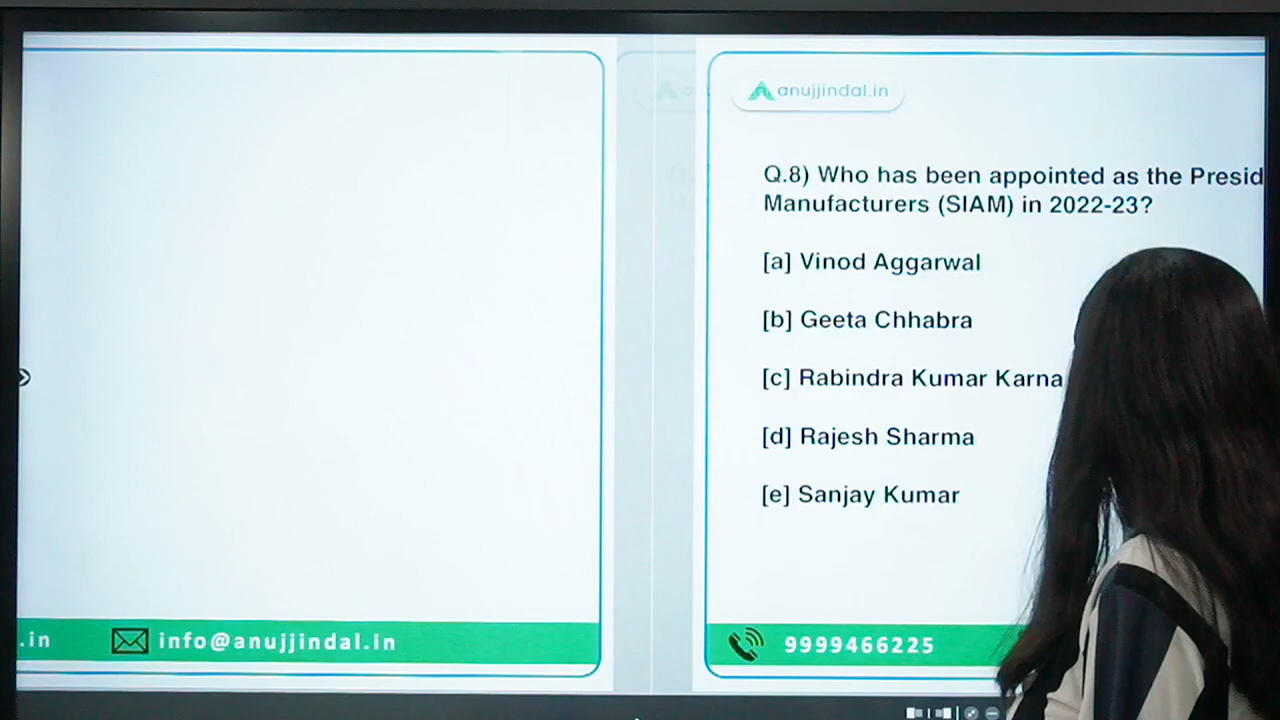 .in info@anujjindal.in
anujjindal.in
Q.8) Who has been appointed as the Presid
Manufacturers (SIAM) in 2022-23?
[a] Vinod Aggarwal
[b] Geeta Chhabra
[c] Rabindra Kumar Karna
[d] Rajesh Sharma
[e] Sanjay Kumar
9999466225